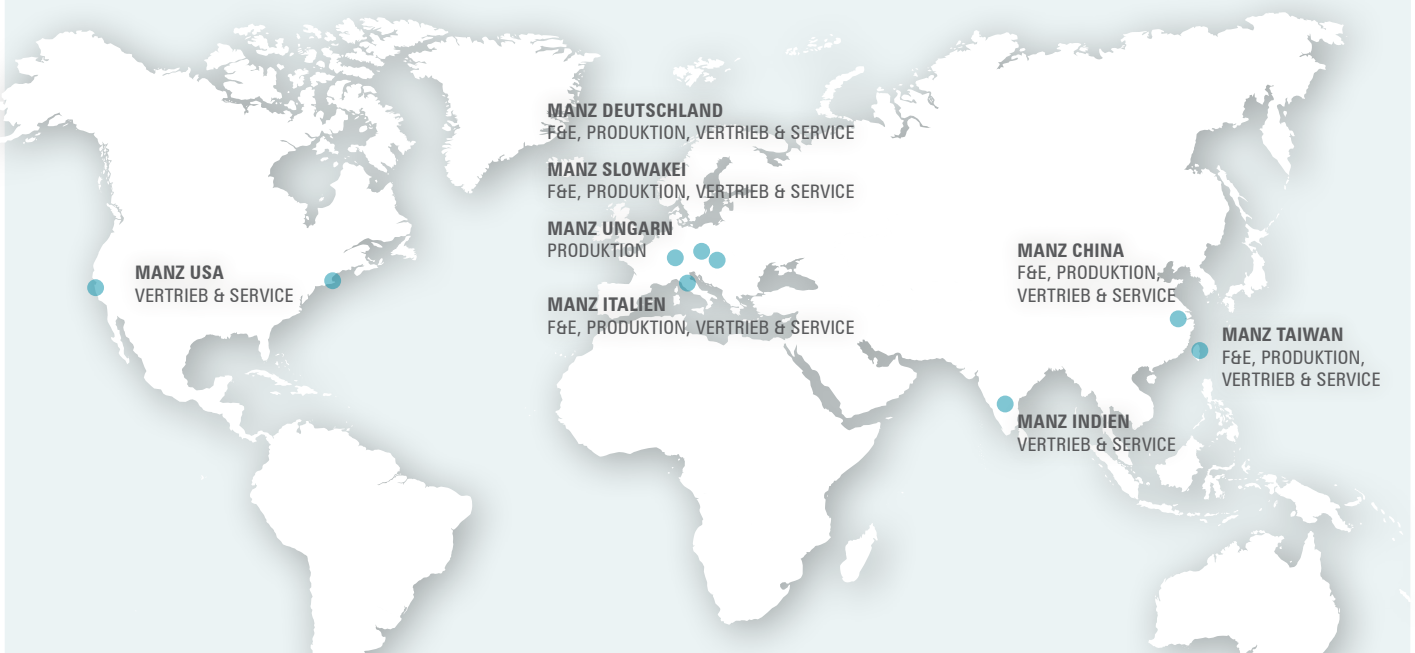 MANZ DEUTSCHLAND
F&E, PRODUKTION, VERTRIEB & SERVICE
MANZ SLOWAKEI
F&E, PRODUKTION, VERTRIEB & SERVICE
MANZ UNGARN
PRODUKTION
MANZ ITALIEN
F&E, PRODUKTION, VERTRIEB & SERVICE
MANZ USA
VERTRIEB & SERVICE
MANZ CHINA
F&E, PRODUKTION,
VERTRIEB & SERVICE
MANZ TAIWAN
F&E, PRODUKTION,
VERTRIEB & SERVICE
MANZ INDIEN
VERTRIEB & SERVICE